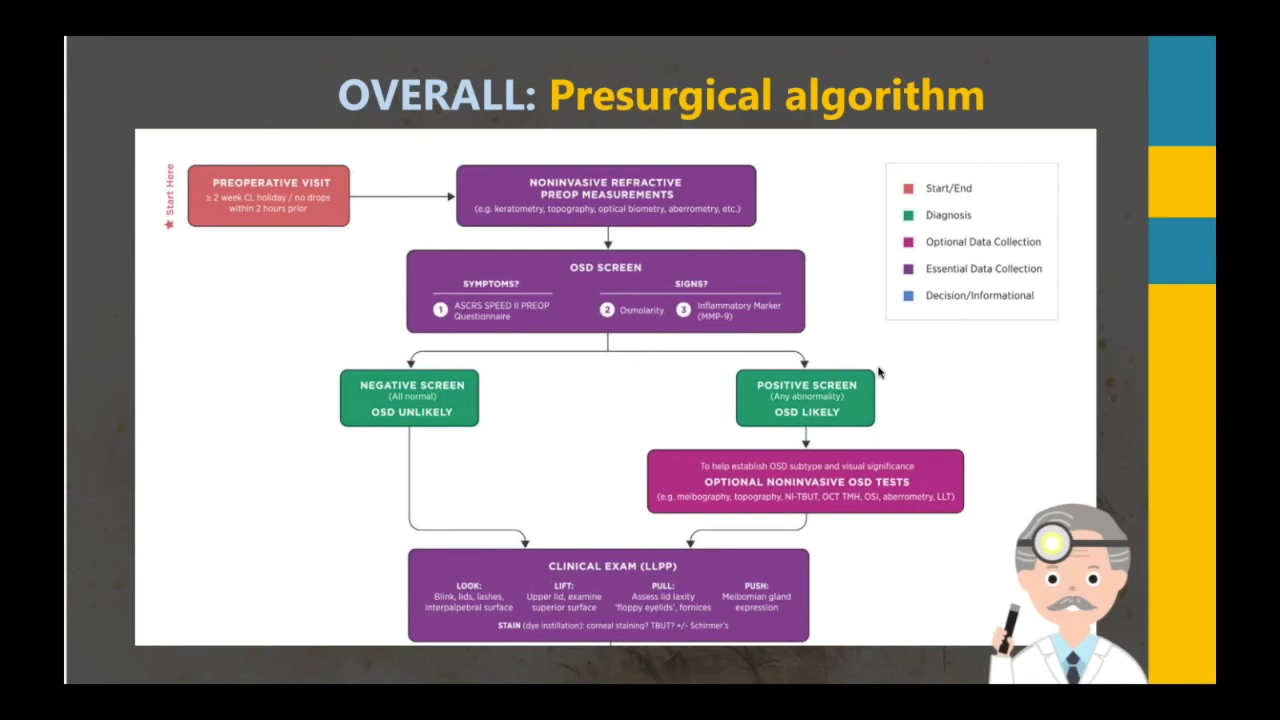 OVERALL: Presurgical algorithm
★ Start Here
PREOPERATIVE VISIT
≥ 2 week CL holiday / no drops
within 2 hours prior
NONINVASIVE REFRACTIVE
PREOP MEASUREMENTS
(e.g. keratometry, topography, optical biometry, aberrometry, etc.)
Start/End
Diagnosis
Optional Data Collection
Essential Data Collection
Decision/Informational
OSD SCREEN
SYMPTOMS?
SIGNS?
1 ASCRS SPEED II PREOP
Questionnaire
2 Osmolarity
3 Inflammatory Marker
(MMP-9)
NEGATIVE SCREEN
(All normal)
OSD UNLIKELY
POSITIVE SCREEN
(Any abnormality)
OSD LIKELY
To help establish OSD subtype and visual significance
OPTIONAL NONINVASIVE OSD TESTS
(e.g. meibography, topography, NI-TBUT, OCT TMH, OSI, aberrometry, LLT)
CLINICAL EXAM (LLPP)
LOOK:
Blink, lids, lashes,
interpalpebral surface
LIFT:
Upper lid, examine
superior surface
PULL:
Assess lid laxity
'floppy eyelids', fornices
PUSH:
Meibomian gland
expression
STAIN (dye instillation): corneal staining? TBUT? +/- Schirmer's